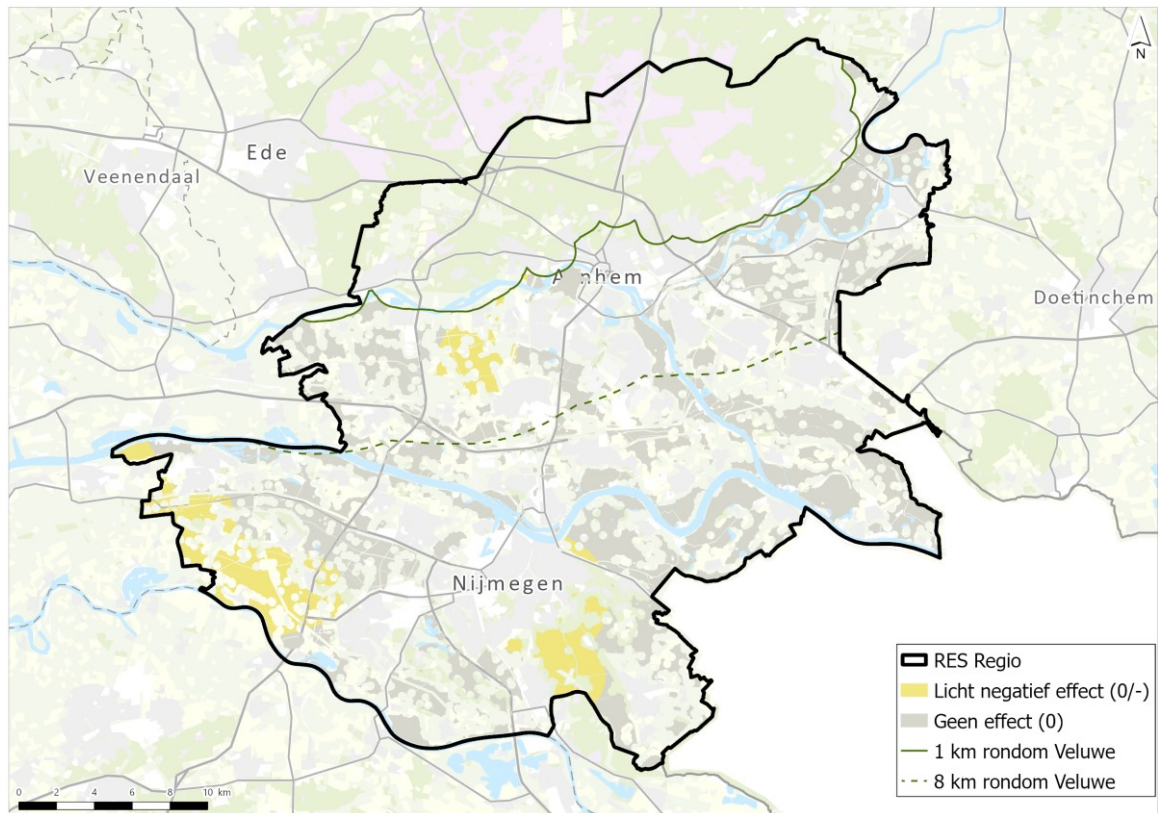 N
Ede
Veenendaal
Arnhem
Doetinchem
Nijmegen
RES Regio
Licht negatief effect (0/-)
Geen effect (0)
1 km rondom Veluwe
8 km rondom Veluwe
0 2 4 6 8 10 km